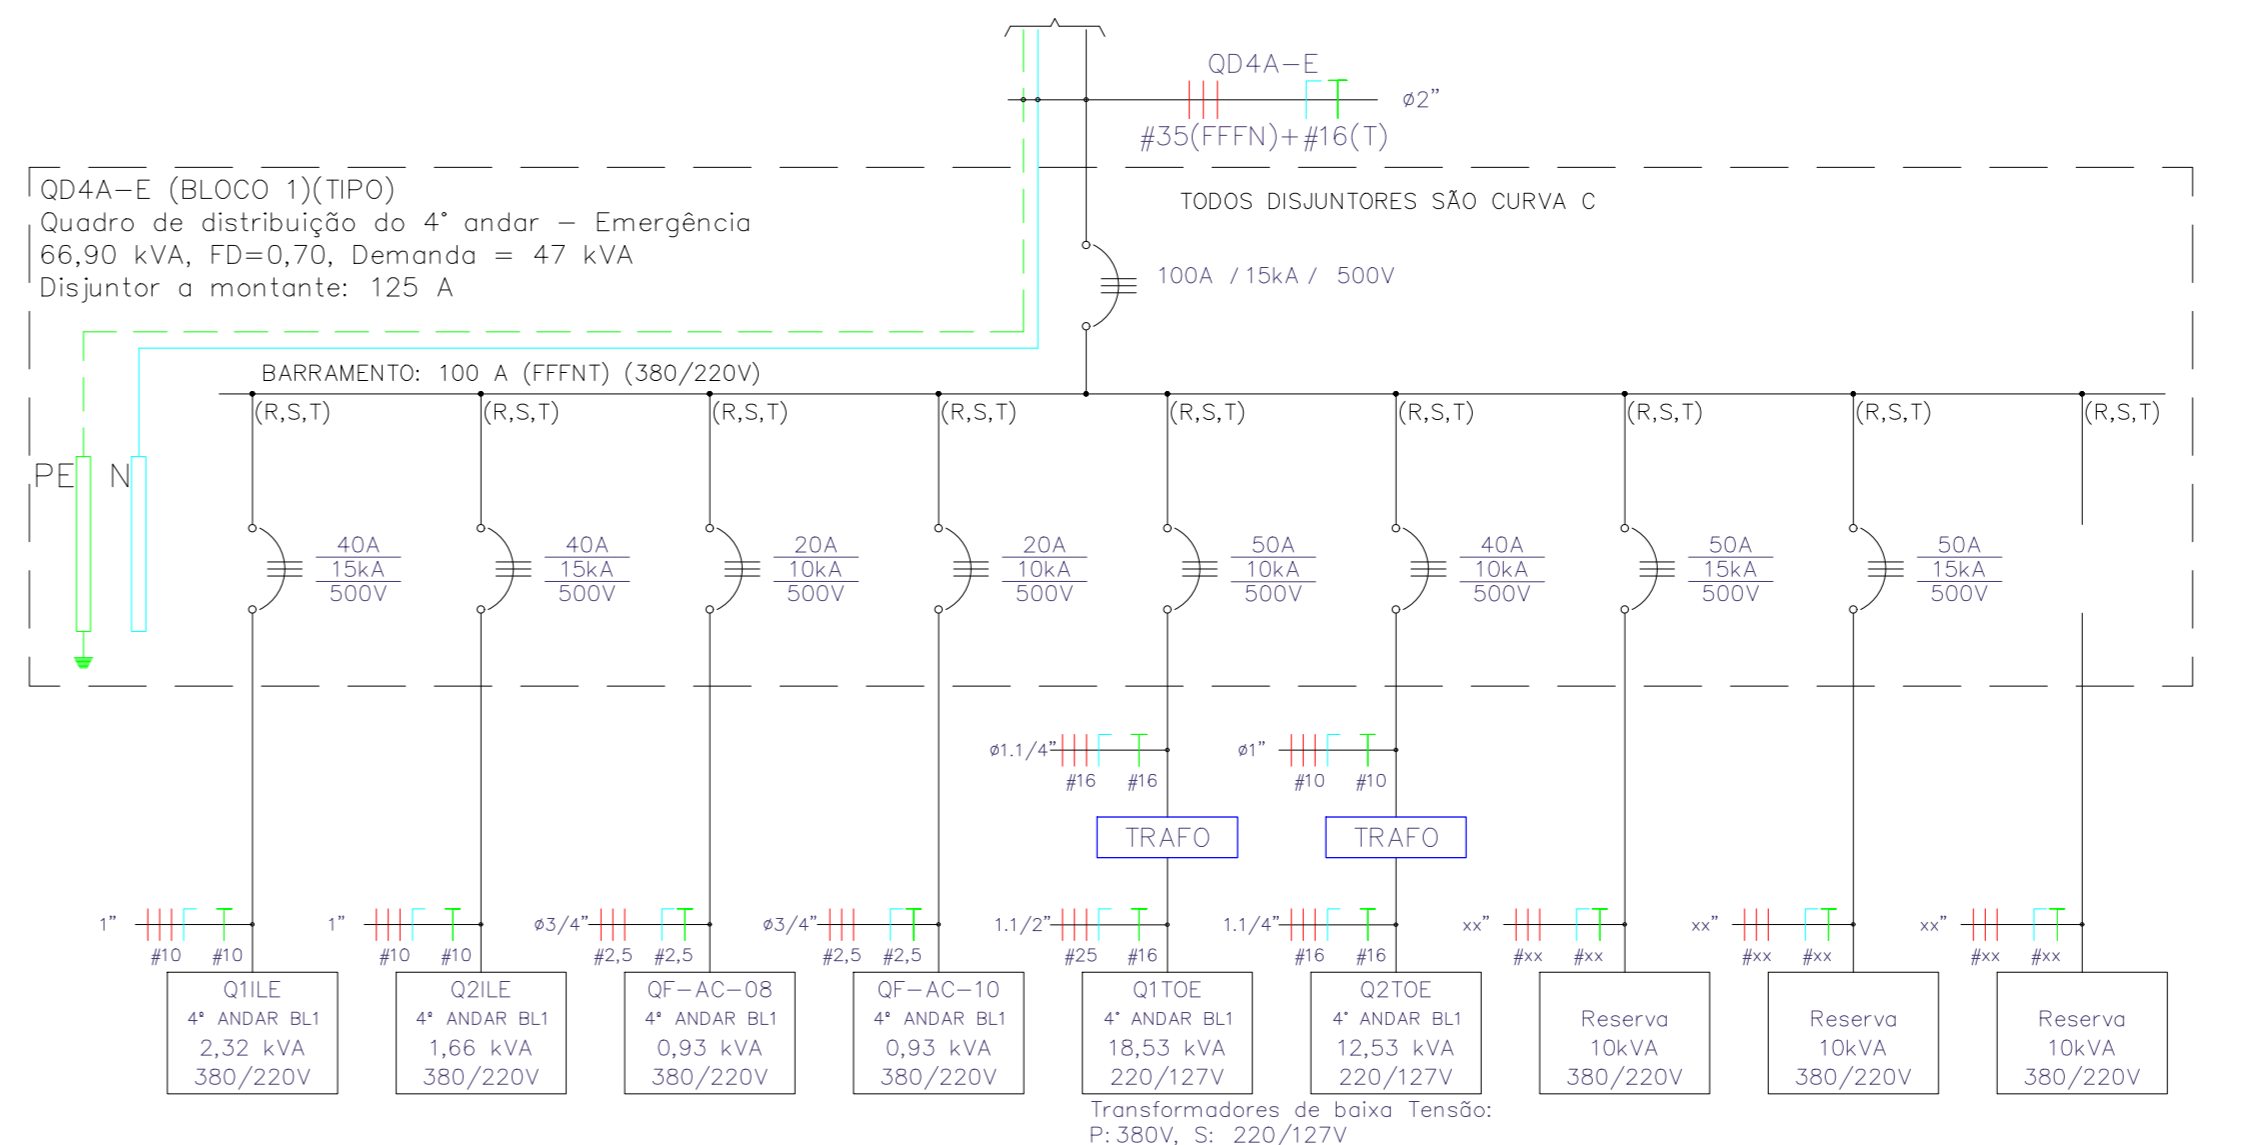 QD4A-E
ø2"
#35(FFFN)+#16(T)
QD4A-E (BLOCO 1)(TIPO)
Quadro de distribuição do 4° andar - Emergência
66,90 kVA, FD=0,70, Demanda = 47 kVA
Disjuntor a montante: 125 A
TODOS DISJUNTORES SÃO CURVA C
100A /15kA/ 500V
BARRAMENTO: 100 A (FFFNT) (380/220V)
(R,S,T) (R,S,T) (R,S,T) (R,S,T) (R,S,T) (R,S,T) (R,S,T) (R,S,T) (R,S,T)
PE N
40A 40A 20A 20A 50A 40A 50A 50A
15kA 15kA 10kA 10kA 10kA 10kA 15kA 15kA
500V 500V 500V 500V 500V 500V 500V 500V
ø1.1/4" ø1"
#16 #16 #10 #10
TRAFO TRAFO
1" 1" ø3/4" ø3/4" 1.1/2" 1.1/4" xx" xx" xx"
#10 #10 #10 #10 #2,5 #2,5 #2,5 #2,5 #25 #16 #16 #16 #xx #xx #xx #xx #xx #xx
Q1ILE
4° ANDAR BL1
2,32 kVA
380/220V
Q2ILE
4° ANDAR BL1
1,66 kVA
380/220V
QF-AC-08
4° ANDAR BL1
0,93 kVA
380/220V
QF-AC-10
4° ANDAR BL1
0,93 kVA
380/220V
Q1TOE
4° ANDAR BL1
18,53 kVA
220/127V
Q2TOE
4° ANDAR BL1
12,53 kVA
220/127V
Reserva
10kVA
380/220V
Reserva
10kVA
380/220V
Reserva
10kVA
380/220V
Transformadores de baixa Tensão:
P: 380V, S: 220/127V